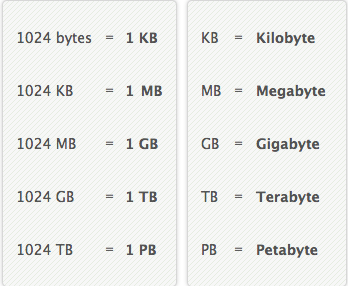 1024 bytes = 1 KB
1024 KB = 1 MB
1024 MB = 1 GB
1024 GB = 1 TB
1024 TB = 1 PB
KB = Kilobyte
MB = Megabyte
GB = Gigabyte
TB = Terabyte
PB = Petabyte